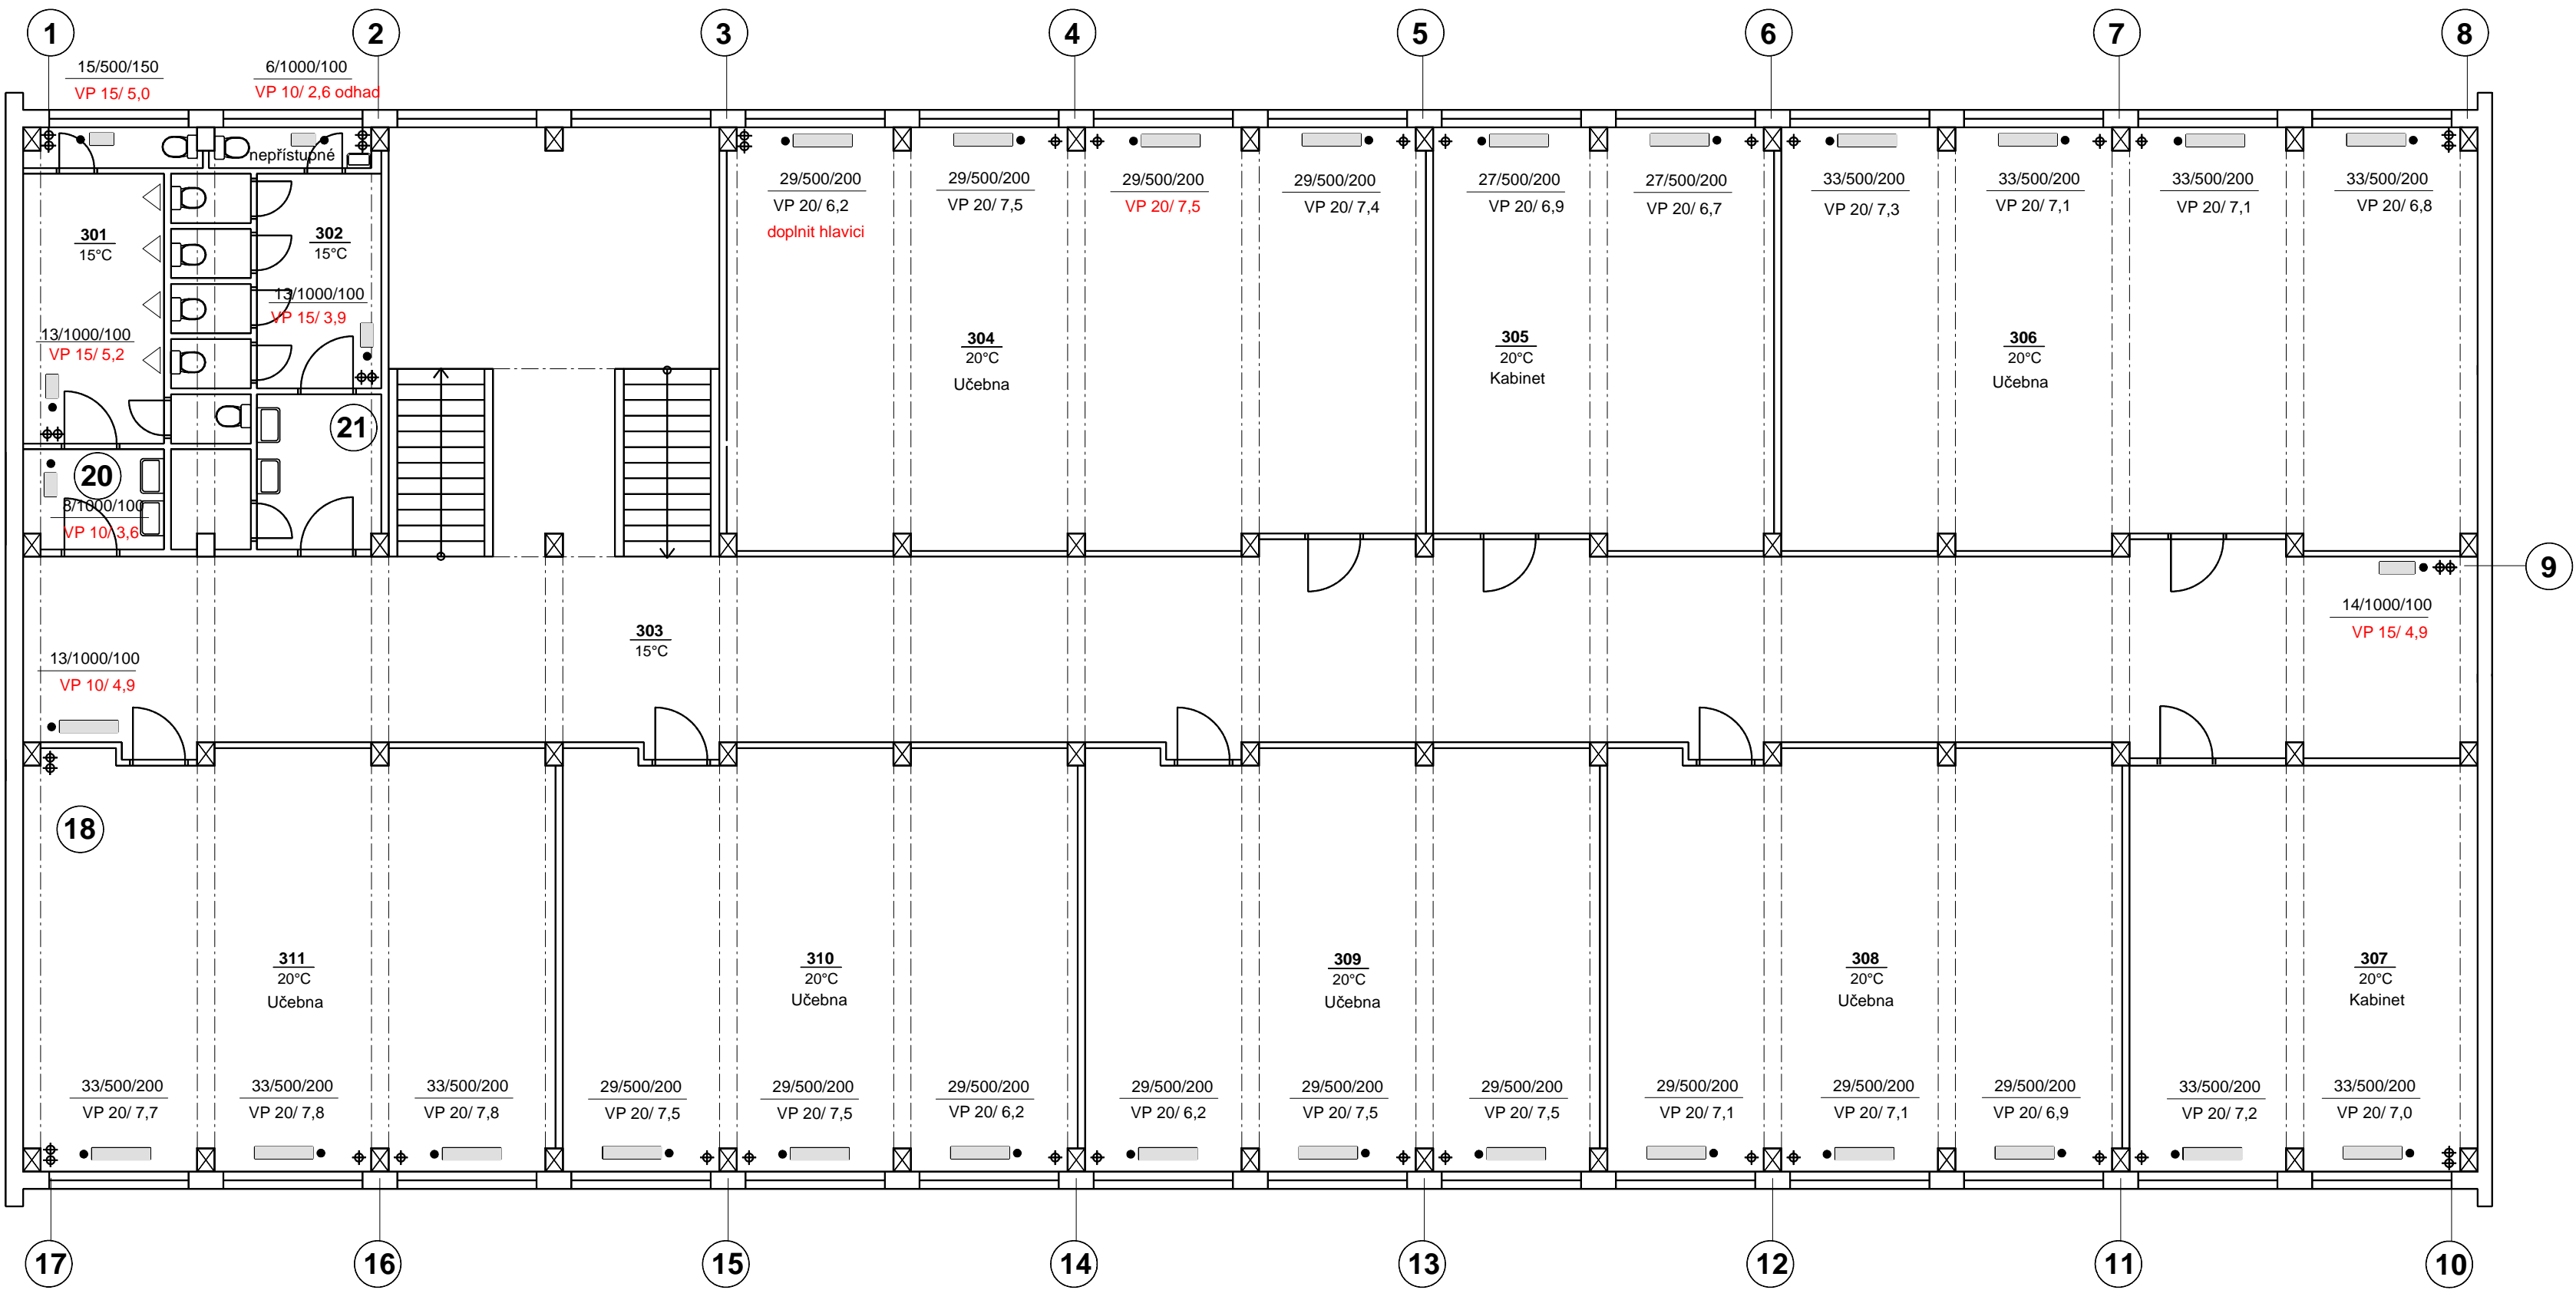 1
2
3
4
5
6
7
8
15/500/150
VP 15/ 5,0
6/1000/100
VP 10/ 2,6 odhad
nepřístupné
29/500/200
VP 20/ 6,2
doplnit hlavici
29/500/200
VP 20/ 7,5
29/500/200
VP 20/ 7,5
29/500/200
VP 20/ 7,4
27/500/200
VP 20/ 6,9
27/500/200
VP 20/ 6,7
33/500/200
VP 20/ 7,3
33/500/200
VP 20/ 7,1
33/500/200
VP 20/ 7,1
33/500/200
VP 20/ 6,8
301
15°C
302
15°C
13/1000/100
VP 15/ 3,9
13/1000/100
VP 15/ 5,2
304
20°C
Učebna
305
20°C
Kabinet
306
20°C
Učebna
21
20
8/1000/100
VP 10/ 3,6
9
14/1000/100
VP 15/ 4,9
303
15°C
13/1000/100
VP 10/ 4,9
18
311
20°C
Učebna
310
20°C
Učebna
309
20°C
Učebna
308
20°C
Učebna
307
20°C
Kabinet
33/500/200
VP 20/ 7,7
33/500/200
VP 20/ 7,8
33/500/200
VP 20/ 7,8
29/500/200
VP 20/ 7,5
29/500/200
VP 20/ 7,5
29/500/200
VP 20/ 6,2
29/500/200
VP 20/ 6,2
29/500/200
VP 20/ 7,5
29/500/200
VP 20/ 7,5
29/500/200
VP 20/ 7,1
29/500/200
VP 20/ 7,1
29/500/200
VP 20/ 6,9
33/500/200
VP 20/ 7,2
33/500/200
VP 20/ 7,0
17
16
15
14
13
12
11
10